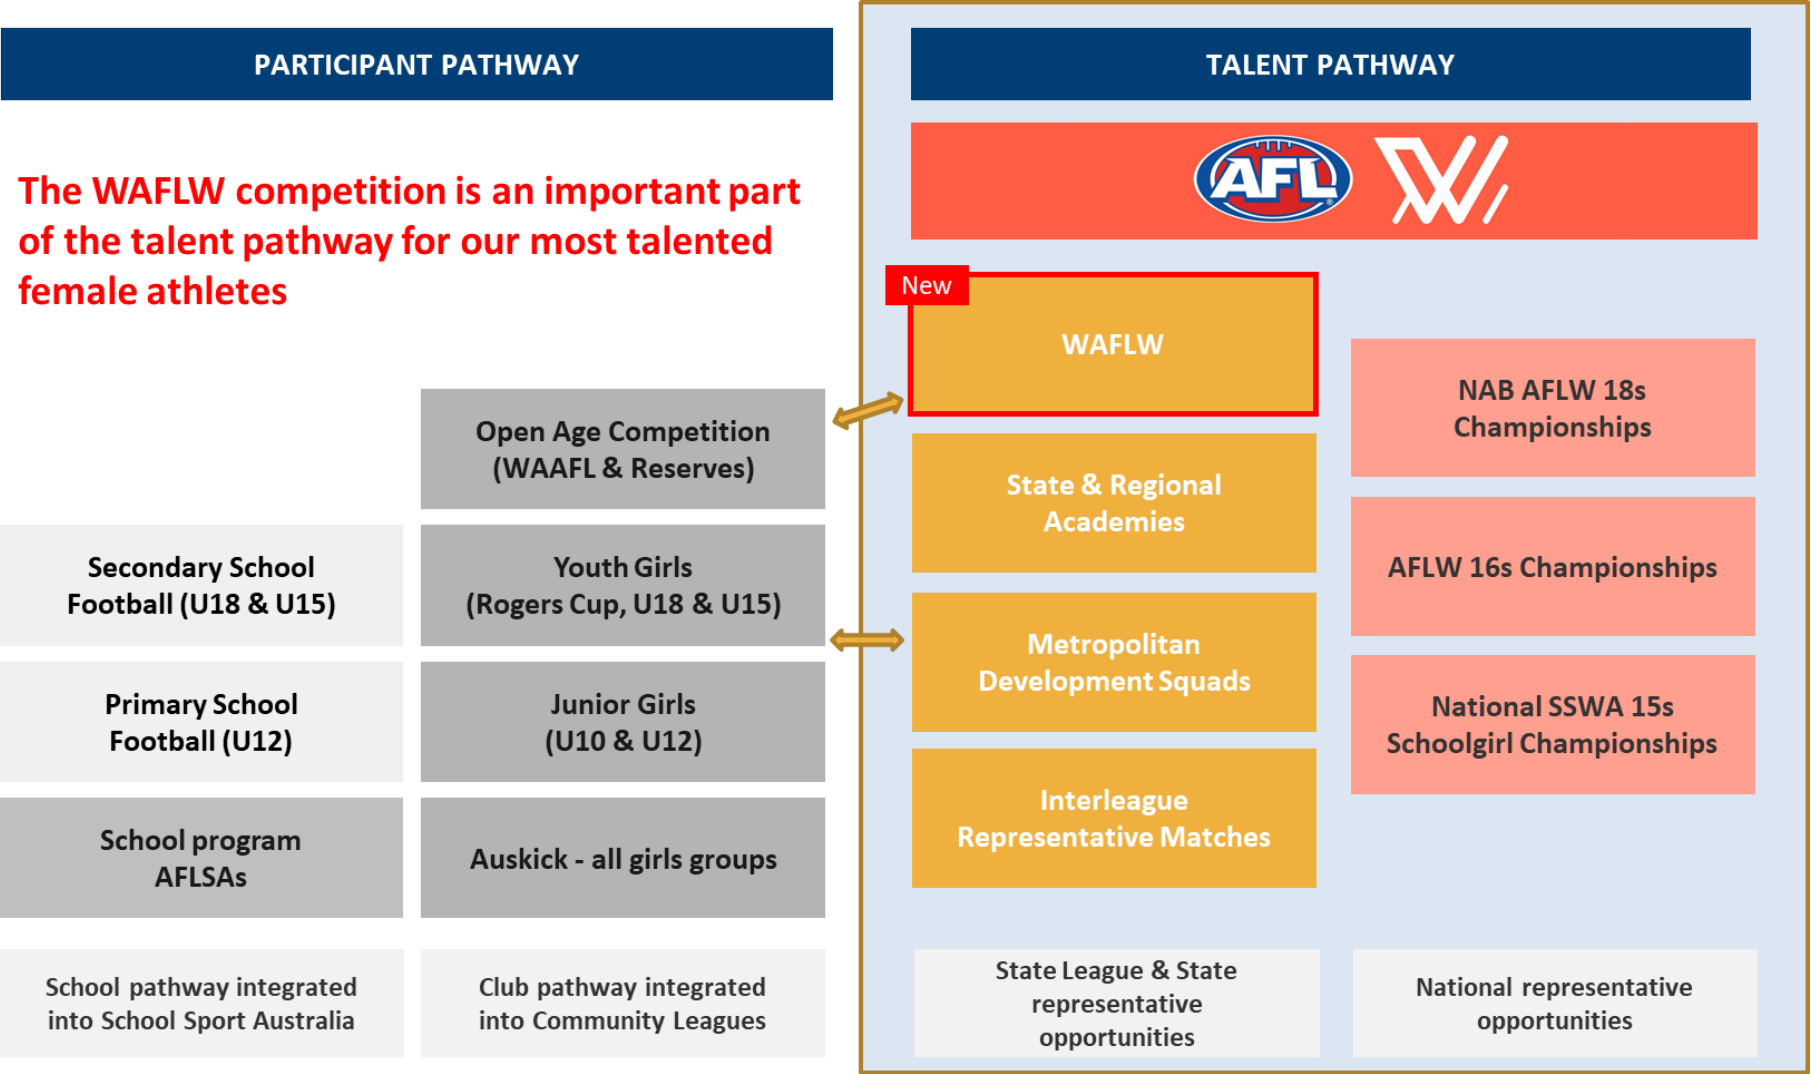 PARTICIPANT PATHWAY
The WAFLW competition is an important part
of the talent pathway for our most talented
female athletes
Open Age Competition
(WAAFL & Reserves)
Secondary School
Football (U18 & U15)
Youth Girls
(Rogers Cup, U18 & U15)
Primary School
Football (U12)
Junior Girls
(U10 & U12)
School program
AFLSAs
Auskick - all girls groups
School pathway integrated
into School Sport Australia
Club pathway integrated
into Community Leagues
TALENT PATHWAY
AFL W
New
WAFLW
State & Regional
Academies
Metropolitan
Development Squads
Interleague
Representative Matches
NAB AFLW 18s
Championships
AFLW 16s Championships
National SSWA 15s
Schoolgirl Championships
State League & State
representative
opportunities
National representative
opportunities